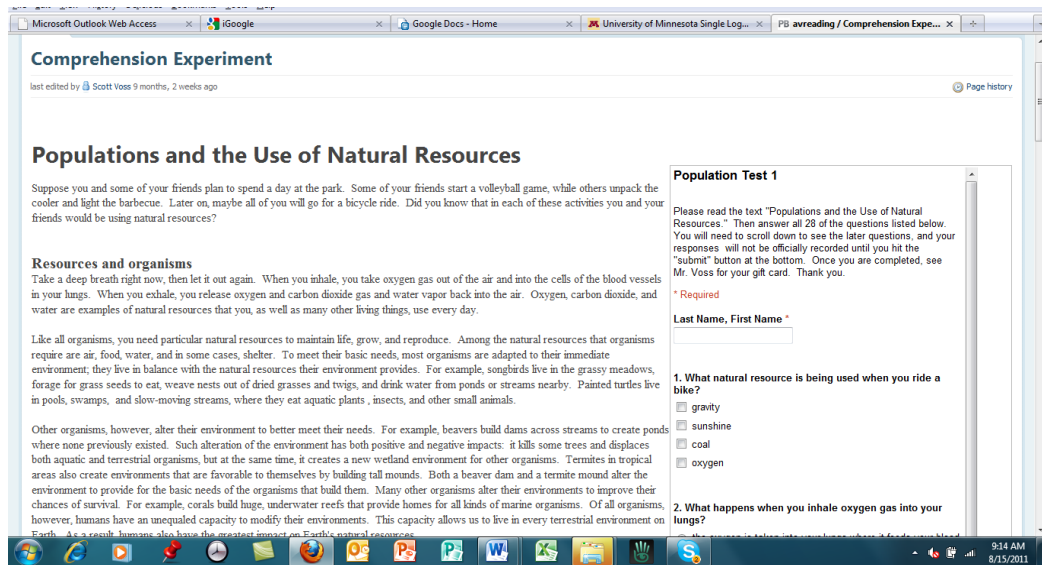 Microsoft Outlook Web Access
iGoogle
Google Docs - Home
University of Minnesota Single Log...
PB avreading / Comprehension Expe...
Comprehension Experiment
last edited by Scott Voss 9 months, 2 weeks ago
Page history
Populations and the Use of Natural Resources
Suppose you and some of your friends plan to spend a day at the park.  Some of your friends start a volleyball game, while others unpack the
cooler and light the barbecue.  Later on, maybe all of you will go for a bicycle ride.  Did you know that in each of these activities you and your
friends would be using natural resources?
Resources and organisms
Take a deep breath right now, then let it out again.  When you inhale, you take oxygen gas out of the air and into the cells of the blood vessels
in your lungs.  When you exhale, you release oxygen and carbon dioxide gas and water vapor back into the air.  Oxygen, carbon dioxide, and
water are examples of natural resources that you, as well as many other living things, use every day.
Like all organisms, you need particular natural resources to maintain life, grow, and reproduce.  Among the natural resources that organisms
require are air, food, water, and in some cases, shelter.  To meet their basic needs, most organisms are adapted to their immediate
environment; they live in balance with the natural resources their environment provides.  For example, songbirds live in the grassy meadows,
forage for grass seeds to eat, weave nests out of dried grasses and twigs, and drink water from ponds or streams nearby.  Painted turtles live
in pools, swamps,  and slow-moving streams, where they eat aquatic plants , insects, and other small animals.
Other organisms, however, alter their environment to better meet their needs.  For example, beavers build dams across streams to create ponds
where none previously existed.  Such alteration of the environment has both positive and negative impacts:  it kills some trees and displaces
both aquatic and terrestrial organisms, but at the same time, it creates a new wetland environment for other organisms.  Termites in tropical
areas also create environments that are favorable to themselves by building tall mounds.  Both a beaver dam and a termite mound alter the
environment to provide for the basic needs of the organisms that build them.  Many other organisms alter their environments to improve their
chances of survival.  For example, corals build huge, underwater reefs that provide homes for all kinds of marine organisms.  Of all organisms,
however, humans have an unequaled capacity to modify their environments.  This capacity allows us to live in every terrestrial environment on
Earth.  As a result, humans also have the greatest impact on Earth's natural resources.
Population Test 1
Please read the text "Populations and the Use of Natural
Resources."  Then answer all 28 of the questions listed below.
You will need to scroll down to see the later questions, and your
responses  will not be officially recorded until you hit the
"submit" button at the bottom.  Once you are completed, see
Mr. Voss for your gift card.  Thank you.
* Required
Last Name, First Name *
1. What natural resource is being used when you ride a
bike?
gravity
sunshine
coal
oxygen
2. What happens when you inhale oxygen gas into your
lungs?
the oxygen is taken into your lungs where it feeds your blood
9:14 AM
8/15/2011